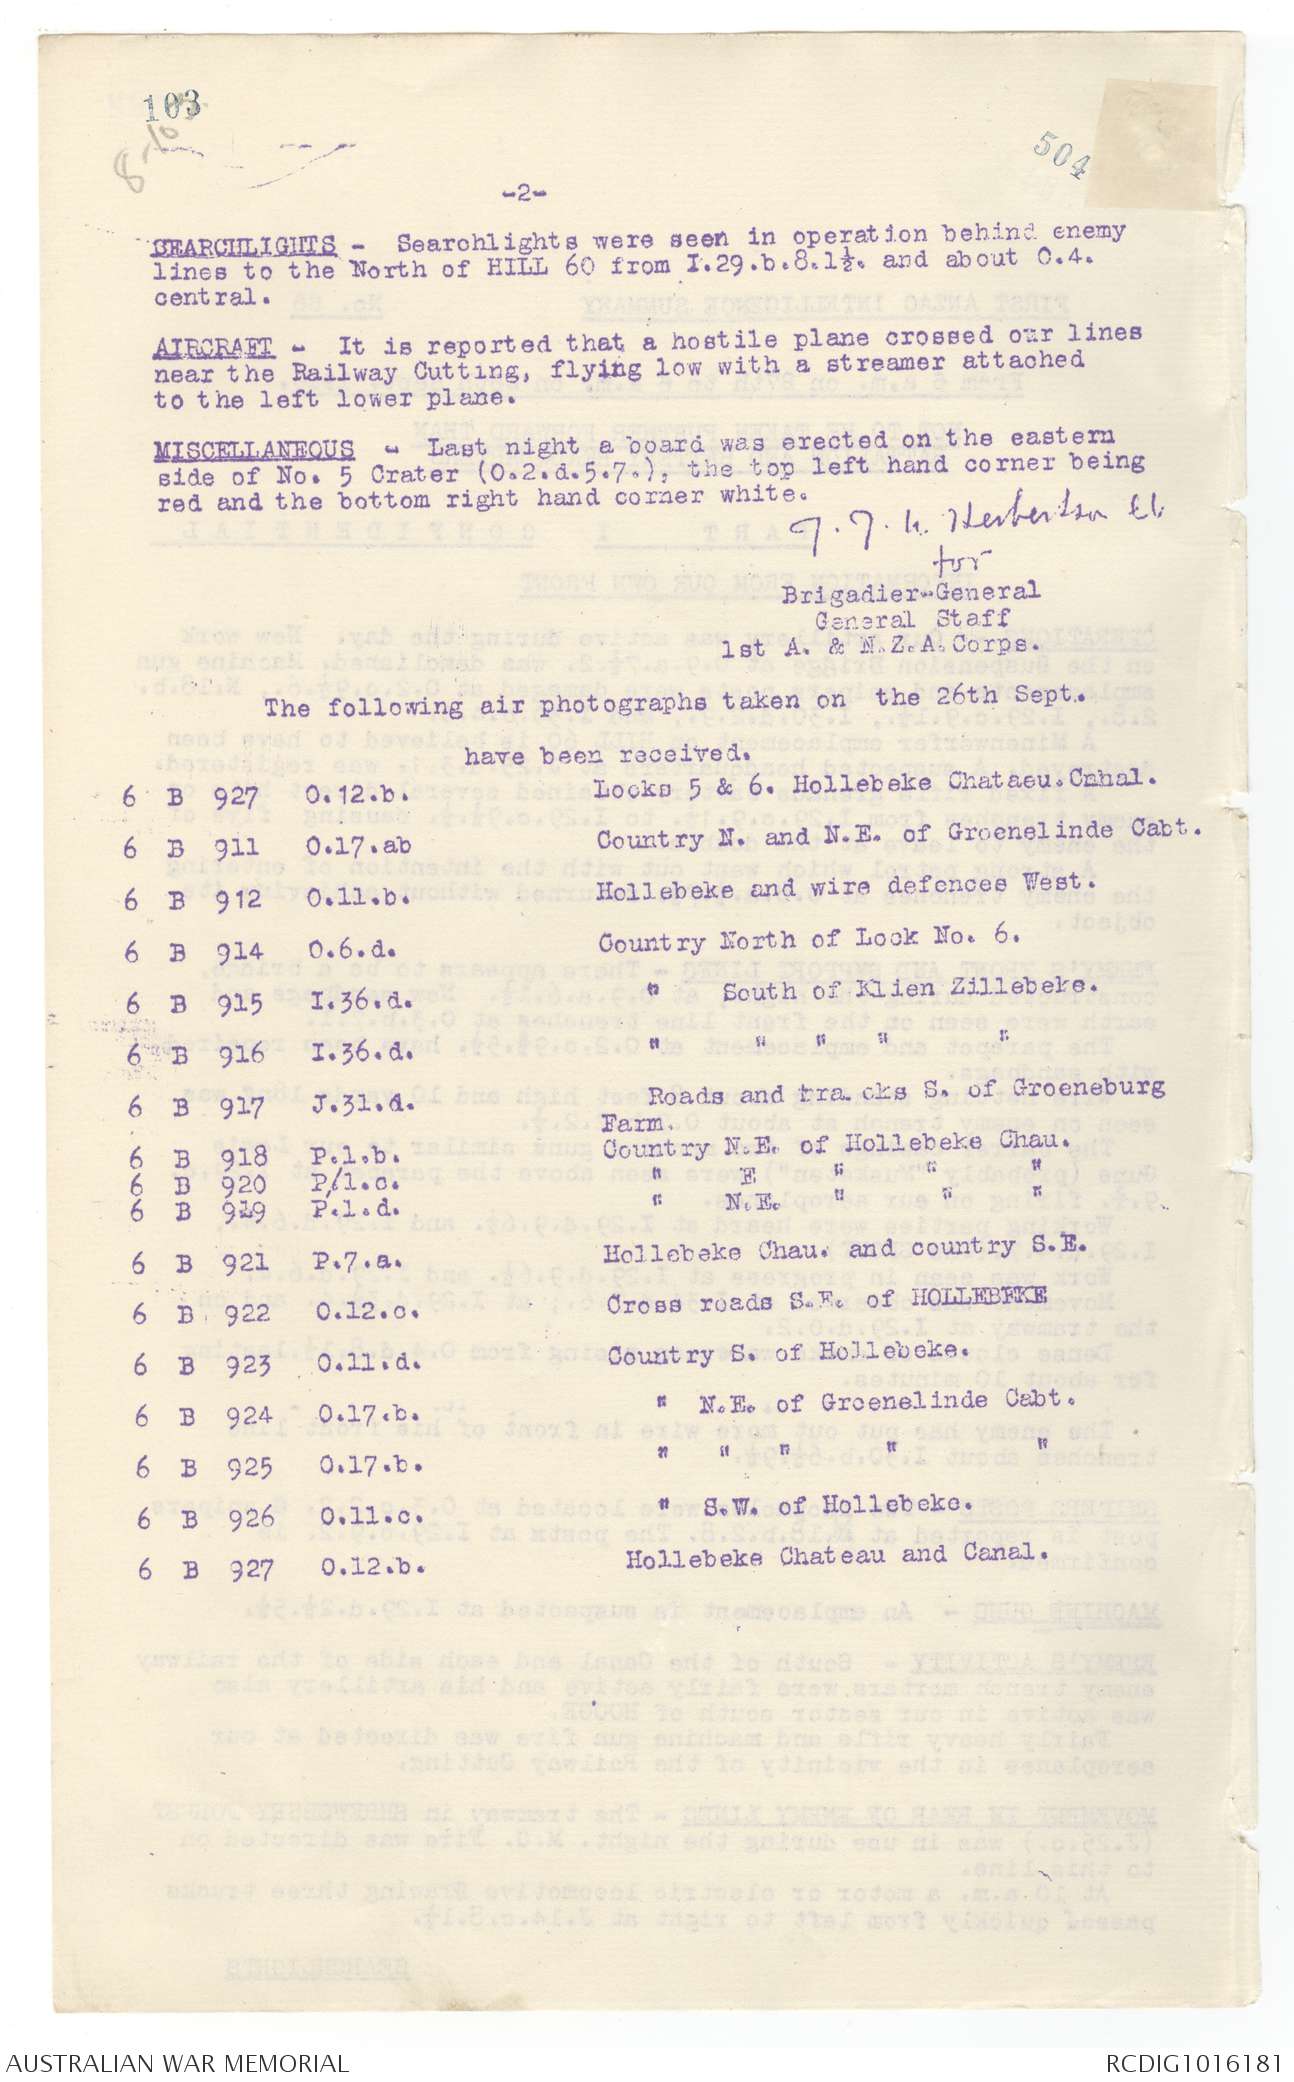 103
504
-2-
SEARCHLIGHTS - Searchlights were seen in operation behind enemy
lines to the North of HILL 60 from I.29.b.8.1½. and about O.4.
central.
AIRCRAFT - It is reported that a hostile plane crossed our lines
near the Railway Cutting, flying low with a streamer attached
to the left lower plane.
MISCELLANEOUS - Last night a board was erected on the eastern
side of No. 5 Crater (O.2.d.5.7.), the top left hand corner being
red and the bottom right hand corner white.
Herbertson
for
Brigadier-General
General Staff
1st A. & N.Z.A.Corps.
The following air photographs taken on the 26th Sept.
have been received.
6 B 927 O.12.b. Locks 5 & 6. Hollebeke Chataeu.Cnhal.
6 B 911 O.17.ab Country N. and N.E. of Groenelinde Cabt.
6 B 912 O.11.b. Hollebeke and wire defences West.
6 B 914 O.6.d. Country North of Lock No. 6.
6 B 915 I.36.d. " South of Klien Zillebeke.
6 B 916 I.36.d. " " " " "
6 B 917 J.31.d. Roads and tracks S. of Groeneburg
Farm.
6 B 918 P.1.b. Country N.E. of Hollebeke Chau.
6 B 920 P/1.c. " E " " "
6 B 919 P.1.d. " N.E. " " "
6 B 921 P.7.a. Hollebeke Chau. and country S.E.
6 B 922 O.12.c. Cross roads S.E. of HOLLEBEKE
6 B 923 O.11.d. Country S. of Hollebeke.
6 B 924 O.17.b. " N.E. of Groenelinde Cabt.
6 B 925 O.17.b. " " " " "
6 B 926 O.11.c. " S.W. of Hollebeke.
6 B 927 O.12.b. Hollebeke Chateau and Canal.
AUSTRALIAN WAR MEMORIAL
RCDIG1016181